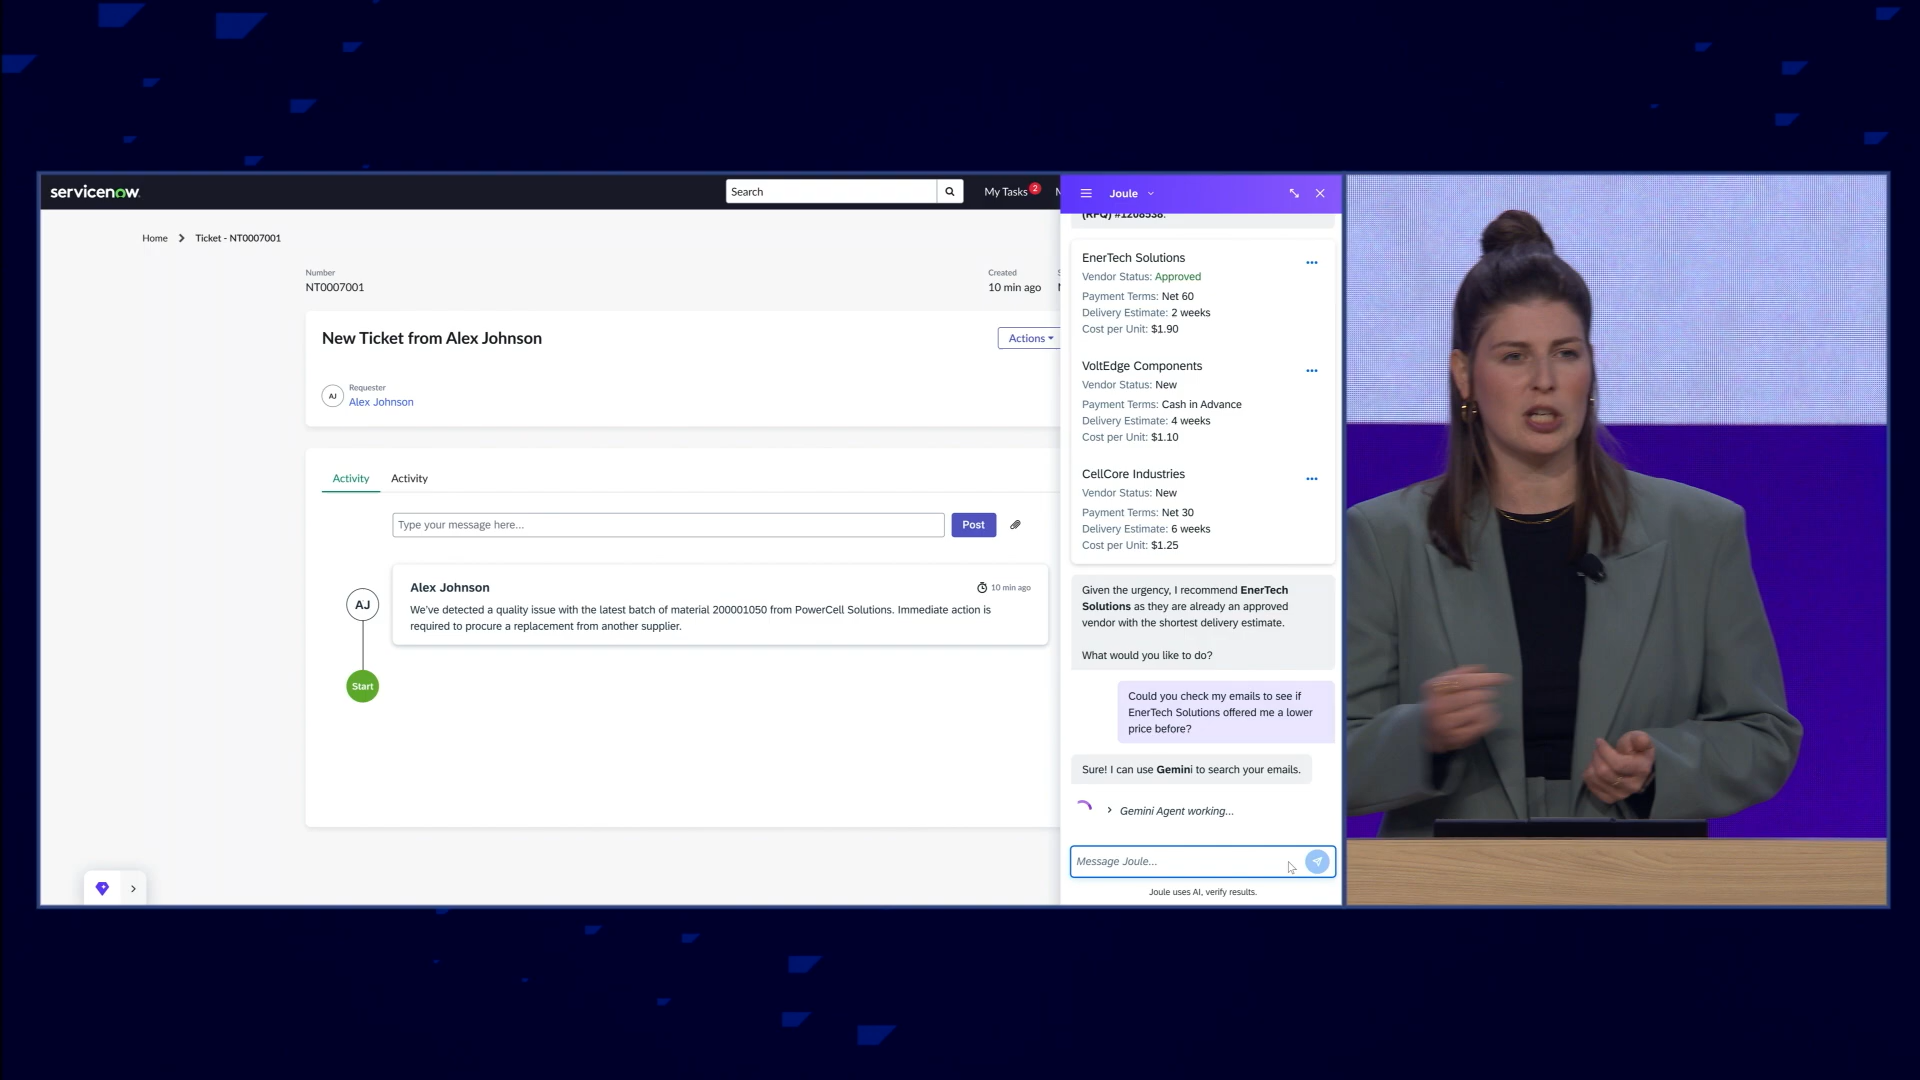 servicenow
Search
My Tasks 2
Home > Ticket - NT0007001
Number
NT0007001
Created
10 min ago
New Ticket from Alex Johnson
Actions
AJ
Requester
Alex Johnson
Activity Activity
Type your message here...
Post
AJ
Alex Johnson
10 min ago
We've detected a quality issue with the latest batch of material 200001050 from PowerCell Solutions. Immediate action is
required to procure a replacement from another supplier.
Start
Joule
(RFQ) #1208538.
EnerTech Solutions
Vendor Status: Approved
Payment Terms: Net 60
Delivery Estimate: 2 weeks
Cost per Unit: $1.90
VoltEdge Components
Vendor Status: New
Payment Terms: Cash in Advance
Delivery Estimate: 4 weeks
Cost per Unit: $1.10
CellCore Industries
Vendor Status: New
Payment Terms: Net 30
Delivery Estimate: 6 weeks
Cost per Unit: $1.25
Given the urgency, I recommend EnerTech
Solutions as they are already an approved
vendor with the shortest delivery estimate.
What would you like to do?
Could you check my emails to see if
EnerTech Solutions offered me a lower
price before?
Sure! I can use Gemini to search your emails.
> Gemini Agent working...
Message Joule...
Joule uses AI, verify results.